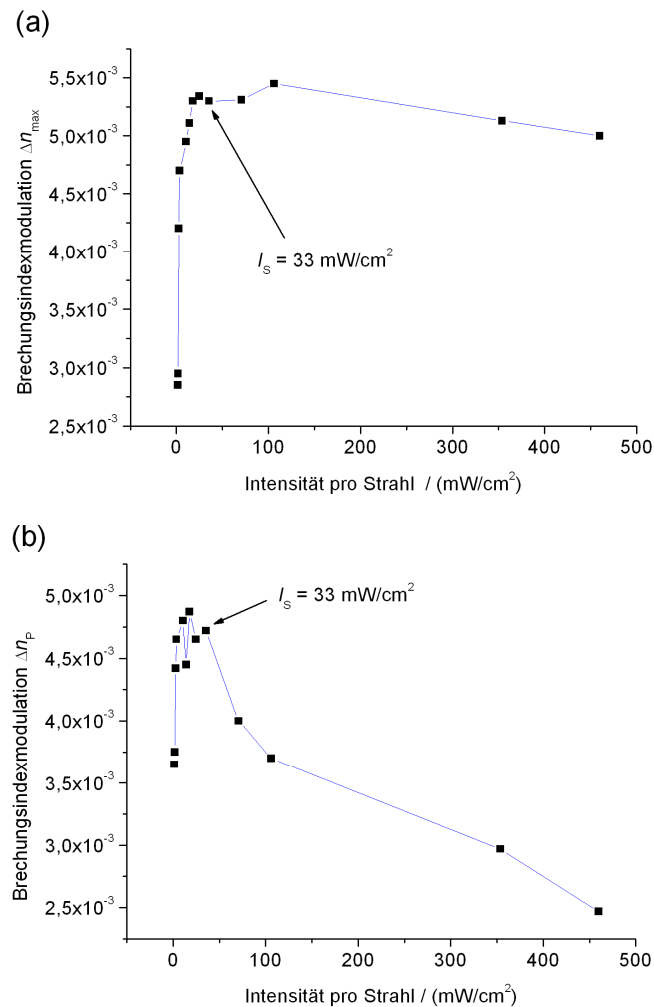 (a)
5,5x10⁻³
5,0x10⁻³
4,5x10⁻³
4,0x10⁻³
3,5x10⁻³
3,0x10⁻³
2,5x10⁻³
Brechungsindexmodulation Δn_max
I_S = 33 mW/cm²
0 100 200 300 400 500
Intensität pro Strahl / (mW/cm²)
(b)
5,0x10⁻³
4,5x10⁻³
4,0x10⁻³
3,5x10⁻³
3,0x10⁻³
2,5x10⁻³
Brechungsindexmodulation Δn_P
I_S = 33 mW/cm²
0 100 200 300 400 500
Intensität pro Strahl / (mW/cm²)